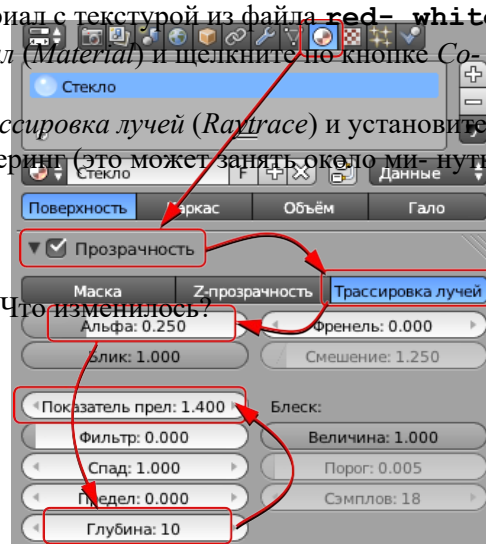 риал с текстурой из файла red- white
л (Material) и щелкните по кнопке Со-
Стекло
ссировка лучей (Raytrace) и установите
еринг (это может занять около ми- нуть
Стекло F Данные
Поверхность Каркас Объём Гало
Прозрачность
Маска Z-прозрачность Трассировка лучей
Что изменилось?
Альфа: 0.250 Френель: 0.000
Блик: 1.000 Смешение: 1.250
Показатель прел: 1.400 Блеск:
Фильтр: 0.000 Величина: 1.000
Спад: 1.000 Порог: 0.005
Предел: 0.000 Сэмплов: 18
Глубина: 10